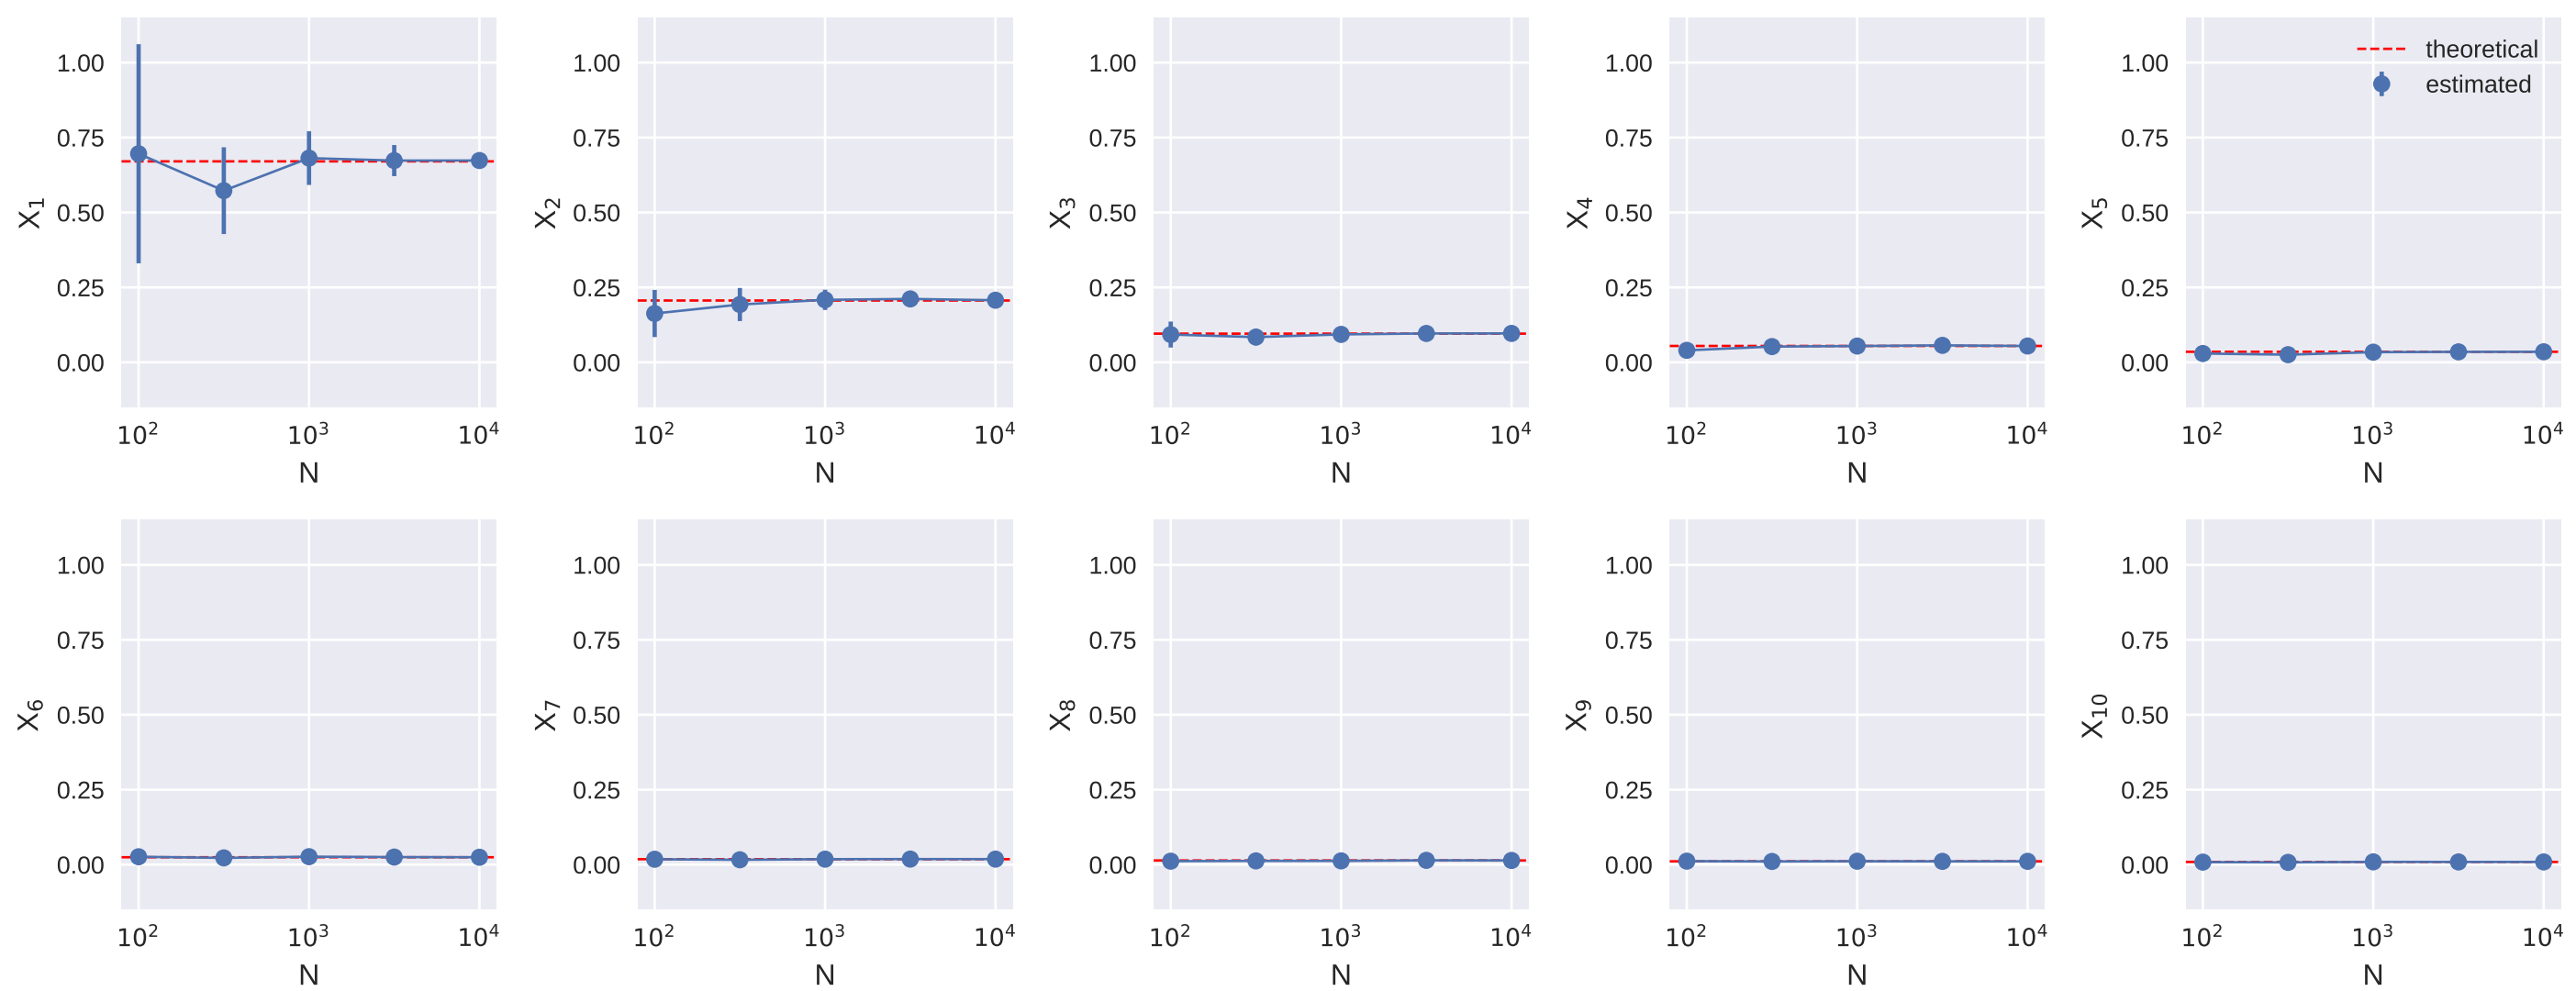 X1
1.00
0.75
0.50
0.25
0.00
10² 10³ 10⁴
N
X2
1.00
0.75
0.50
0.25
0.00
10² 10³ 10⁴
N
X3
1.00
0.75
0.50
0.25
0.00
10² 10³ 10⁴
N
X4
1.00
0.75
0.50
0.25
0.00
10² 10³ 10⁴
N
X5
1.00
0.75
0.50
0.25
0.00
theoretical
estimated
10² 10³ 10⁴
N
X6
1.00
0.75
0.50
0.25
0.00
10² 10³ 10⁴
N
X7
1.00
0.75
0.50
0.25
0.00
10² 10³ 10⁴
N
X8
1.00
0.75
0.50
0.25
0.00
10² 10³ 10⁴
N
X9
1.00
0.75
0.50
0.25
0.00
10² 10³ 10⁴
N
X10
1.00
0.75
0.50
0.25
0.00
10² 10³ 10⁴
N